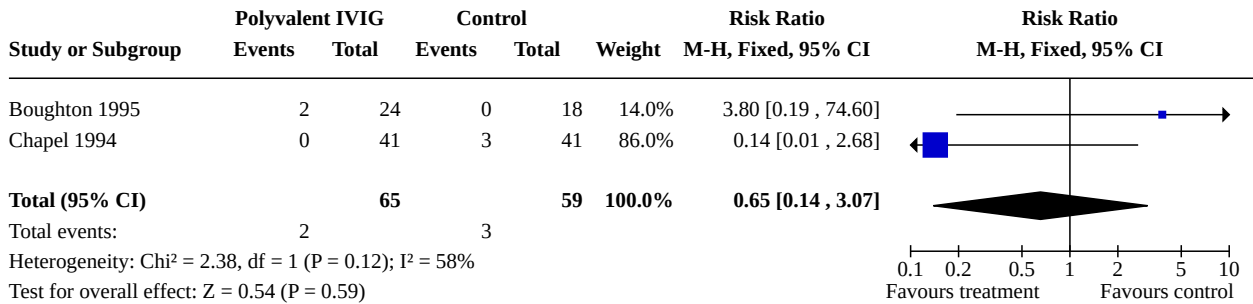 Polyvalent IVIG Control Risk Ratio Risk Ratio
Study or Subgroup Events Total Events Total Weight M-H, Fixed, 95% CI M-H, Fixed, 95% CI
Boughton 1995 2 24 0 18 14.0% 3.80 [0.19 , 74.60]
Chapel 1994 0 41 3 41 86.0% 0.14 [0.01 , 2.68]
Total (95% CI) 65 59 100.0% 0.65 [0.14 , 3.07]
Total events: 2 3
Heterogeneity: Chi² = 2.38, df = 1 (P = 0.12); I² = 58%
0.1 0.2 0.5 1 2 5 10
Test for overall effect: Z = 0.54 (P = 0.59) Favours treatment Favours control